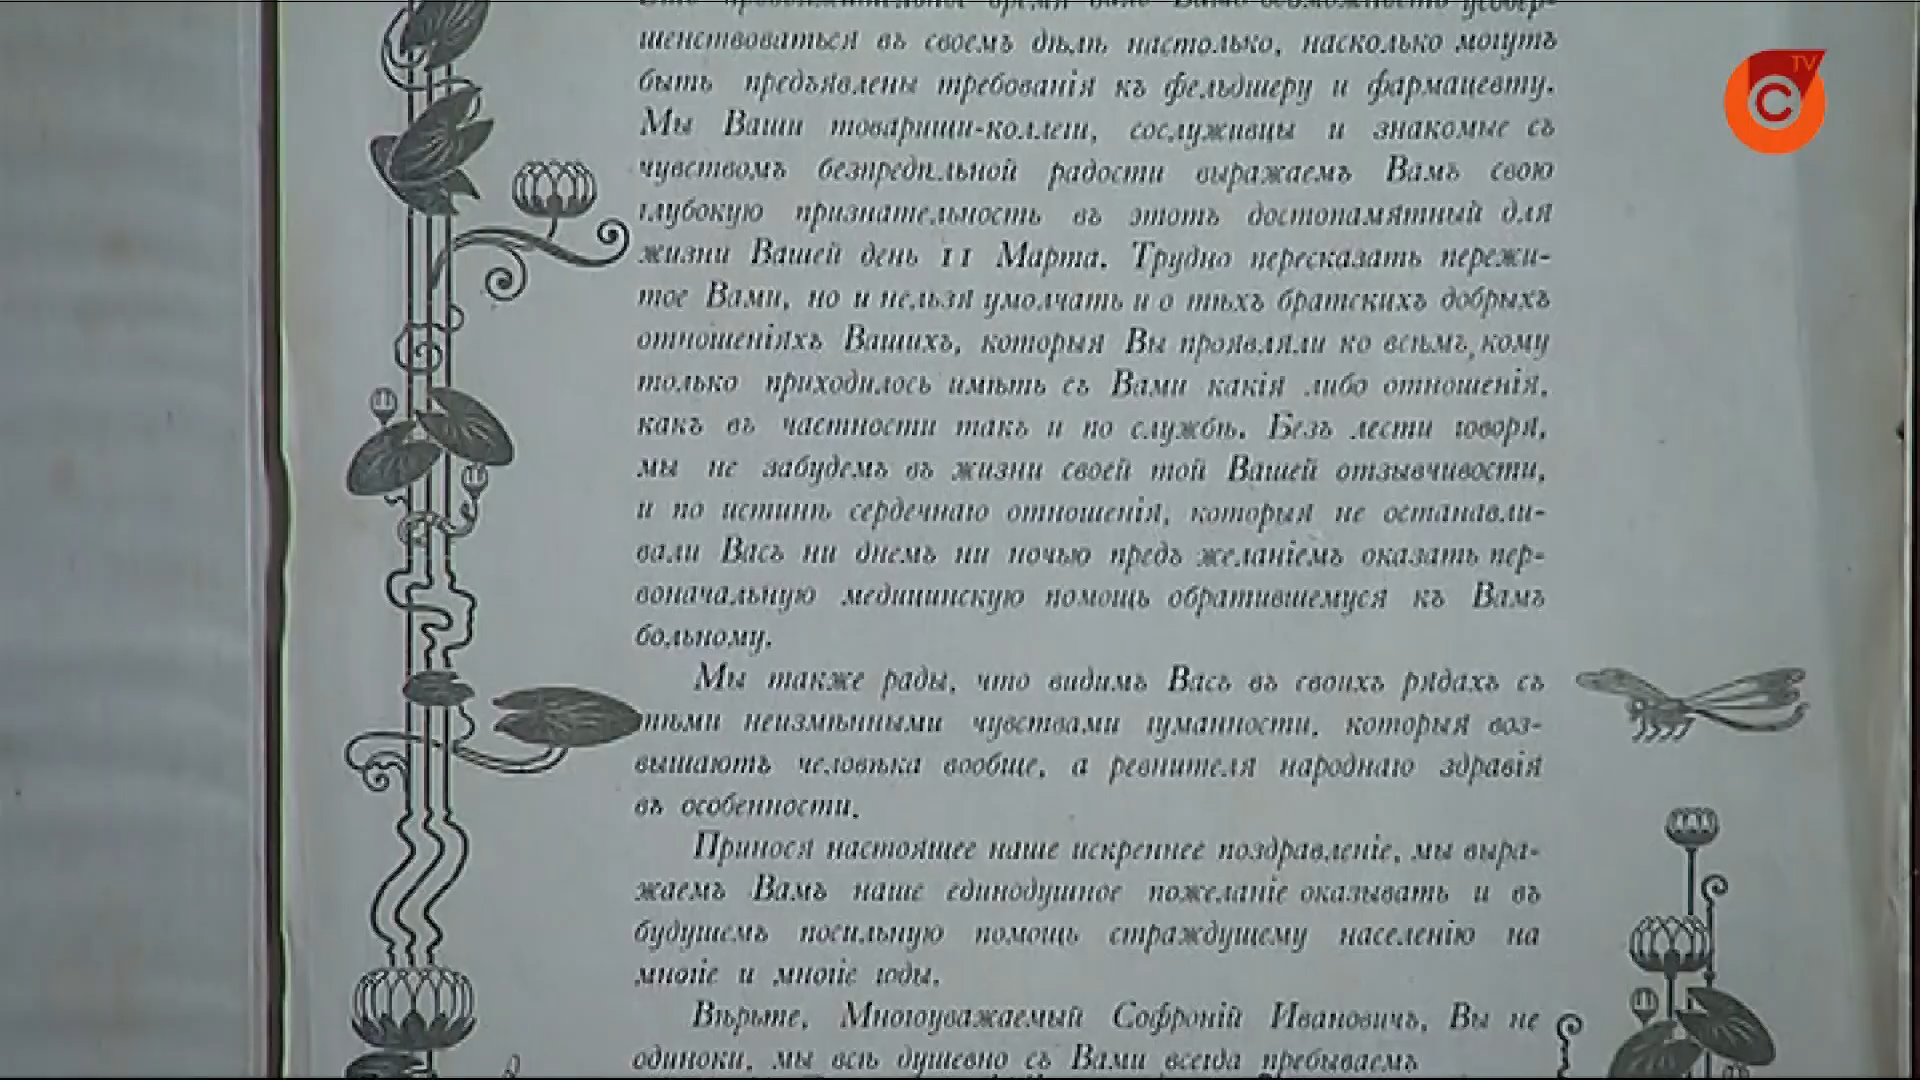 время дало Вамъ возможность усовер-
шенствоваться въ своемъ дѣлѣ настолько, насколько могутъ
быть предъявлены требованія къ фельдшеру и фармацевту.
Мы Ваши товарищи-коллеги, сослуживцы и знакомые съ
чувствомъ безпредѣльной радости выражаемъ Вамъ свою
глубокую признательность въ этотъ достопамятный для
жизни Вашей день 11 Марта. Трудно пересказать пережи-
тое Вами, но и нельзя умолчать и о тѣхъ братскихъ добрыхъ
отношеніяхъ Вашихъ, которыя Вы проявляли ко всѣмъ, кому
только приходилось имѣть съ Вами какія либо отношенія,
какъ въ частности такъ и по службѣ. Безъ лести говоря,
мы не забудемъ въ жизни своей той Вашей отзывчивости,
и по истинѣ сердечнаго отношенія, которыя не останавли-
вали Васъ ни днемъ ни ночью предъ желаніемъ оказать пер-
воначальную медицинскую помощь обратившемуся къ Вамъ
больному.
Мы также рады, что видимъ Васъ въ своихъ рядахъ съ
тѣми неизмѣнными чувствами гуманности, которыя воз-
вышаютъ человѣка вообще, а ревнителя народнаго здравія
въ особенности.
Принося настоящее наше искреннее поздравленіе, мы выра-
жаемъ Вамъ наше единодушное пожеланіе оказывать и въ
будущемъ посильную помощь страждущему населенію на
многіе и многіе годы.
Вѣрьте, Многоуважаемый Софроній Ивановичъ, Вы не
одиноки, мы всѣ душевно съ Вами всегда пребываемъ
C TV